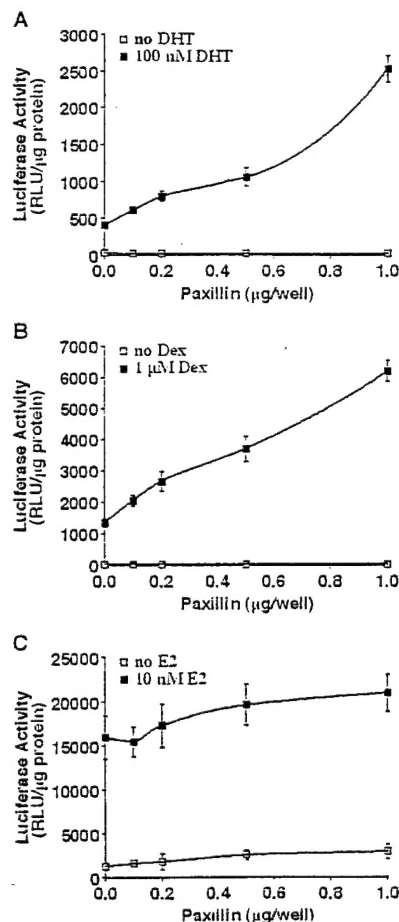 A
no DHT
100 nM DHT
Luciferase Activity
(RLU/µg protein)
3000
2500
2000
1500
1000
500
0
0.0 0.2 0.4 0.6 0.8 1.0
Paxillin (µg/well)
B
no Dex
1 µM Dex
Luciferase Activity
(RLU/µg protein)
7000
6000
5000
4000
3000
2000
1000
0
0.0 0.2 0.4 0.6 0.8 1.0
Paxillin (µg/well)
C
no E2
10 nM E2
Luciferase Activity
(RLU/µg protein)
25000
20000
15000
10000
5000
0
0.0 0.2 0.4 0.6 0.8 1.0
Paxillin (µg/well)